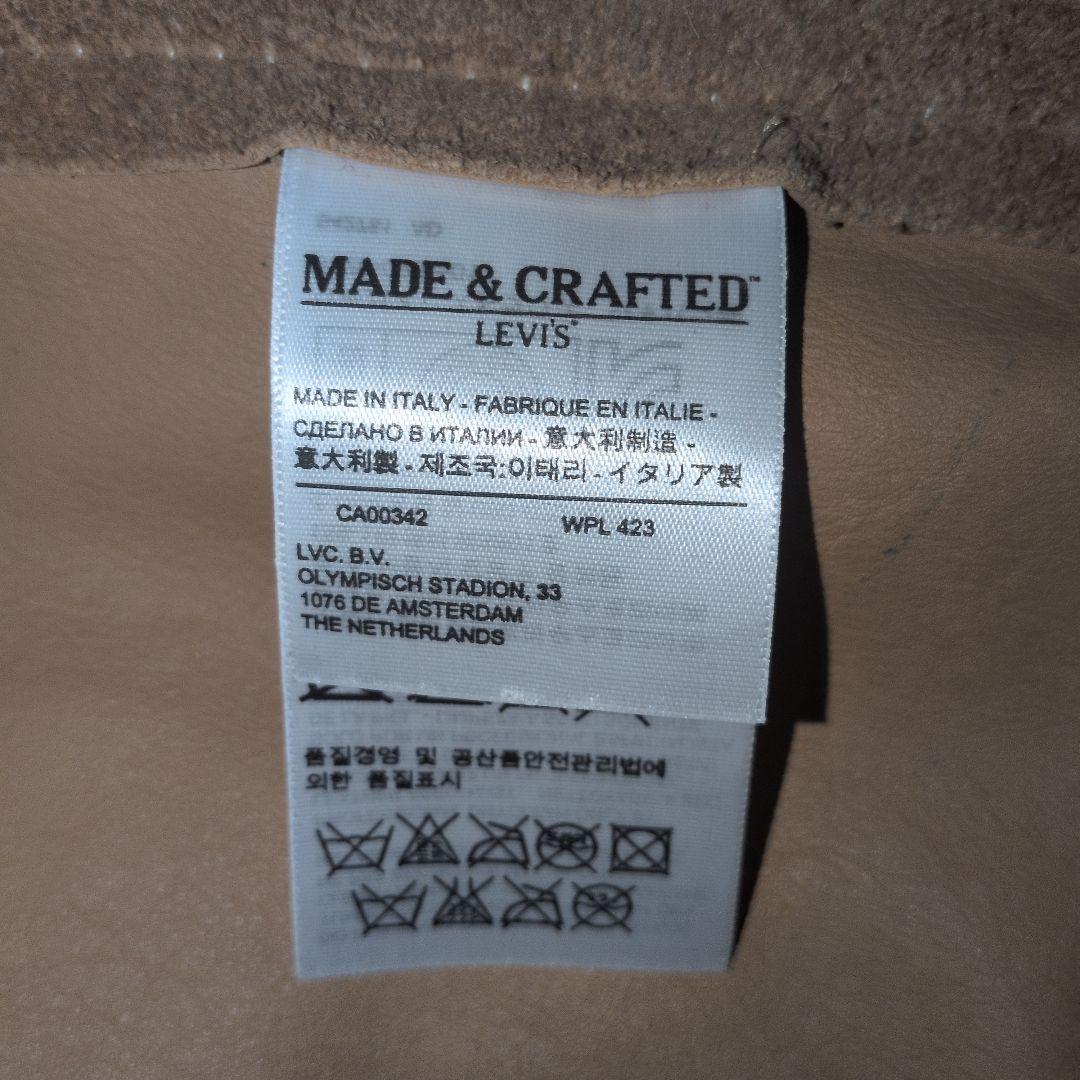 MADE & CRAFTED™
LEVI'S®
MADE IN ITALY - FABRIQUE EN ITALIE -
СДЕЛАНО В ИТАЛИИ - 意大利制造 -
意大利製 - 제조국:이태리 - イタリア製
CA00342 WPL 423
LVC. B.V.
OLYMPISCH STADION, 33
1076 DE AMSTERDAM
THE NETHERLANDS
품질경영 및 공산품안전관리법에
의한 품질표시